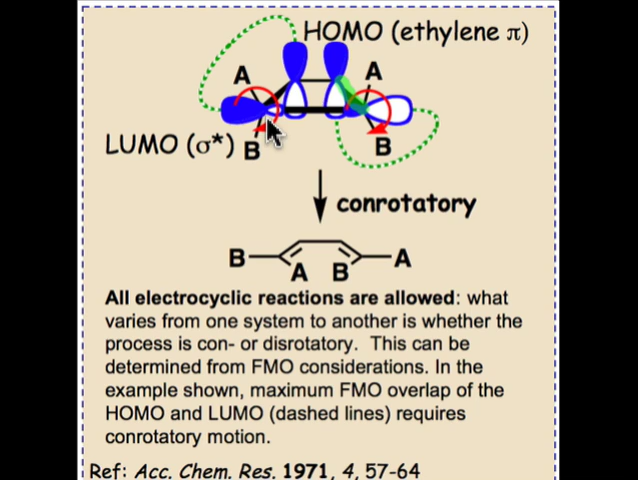 HOMO (ethylene π)
A
A
LUMO (σ*)
B
B
conrotatory
B
A
A
B
All electrocyclic reactions are allowed: what
varies from one system to another is whether the
process is con- or disrotatory. This can be
determined from FMO considerations. In the
example shown, maximum FMO overlap of the
HOMO and LUMO (dashed lines) requires
conrotatory motion.
Ref: Acc. Chem. Res. 1971, 4, 57-64